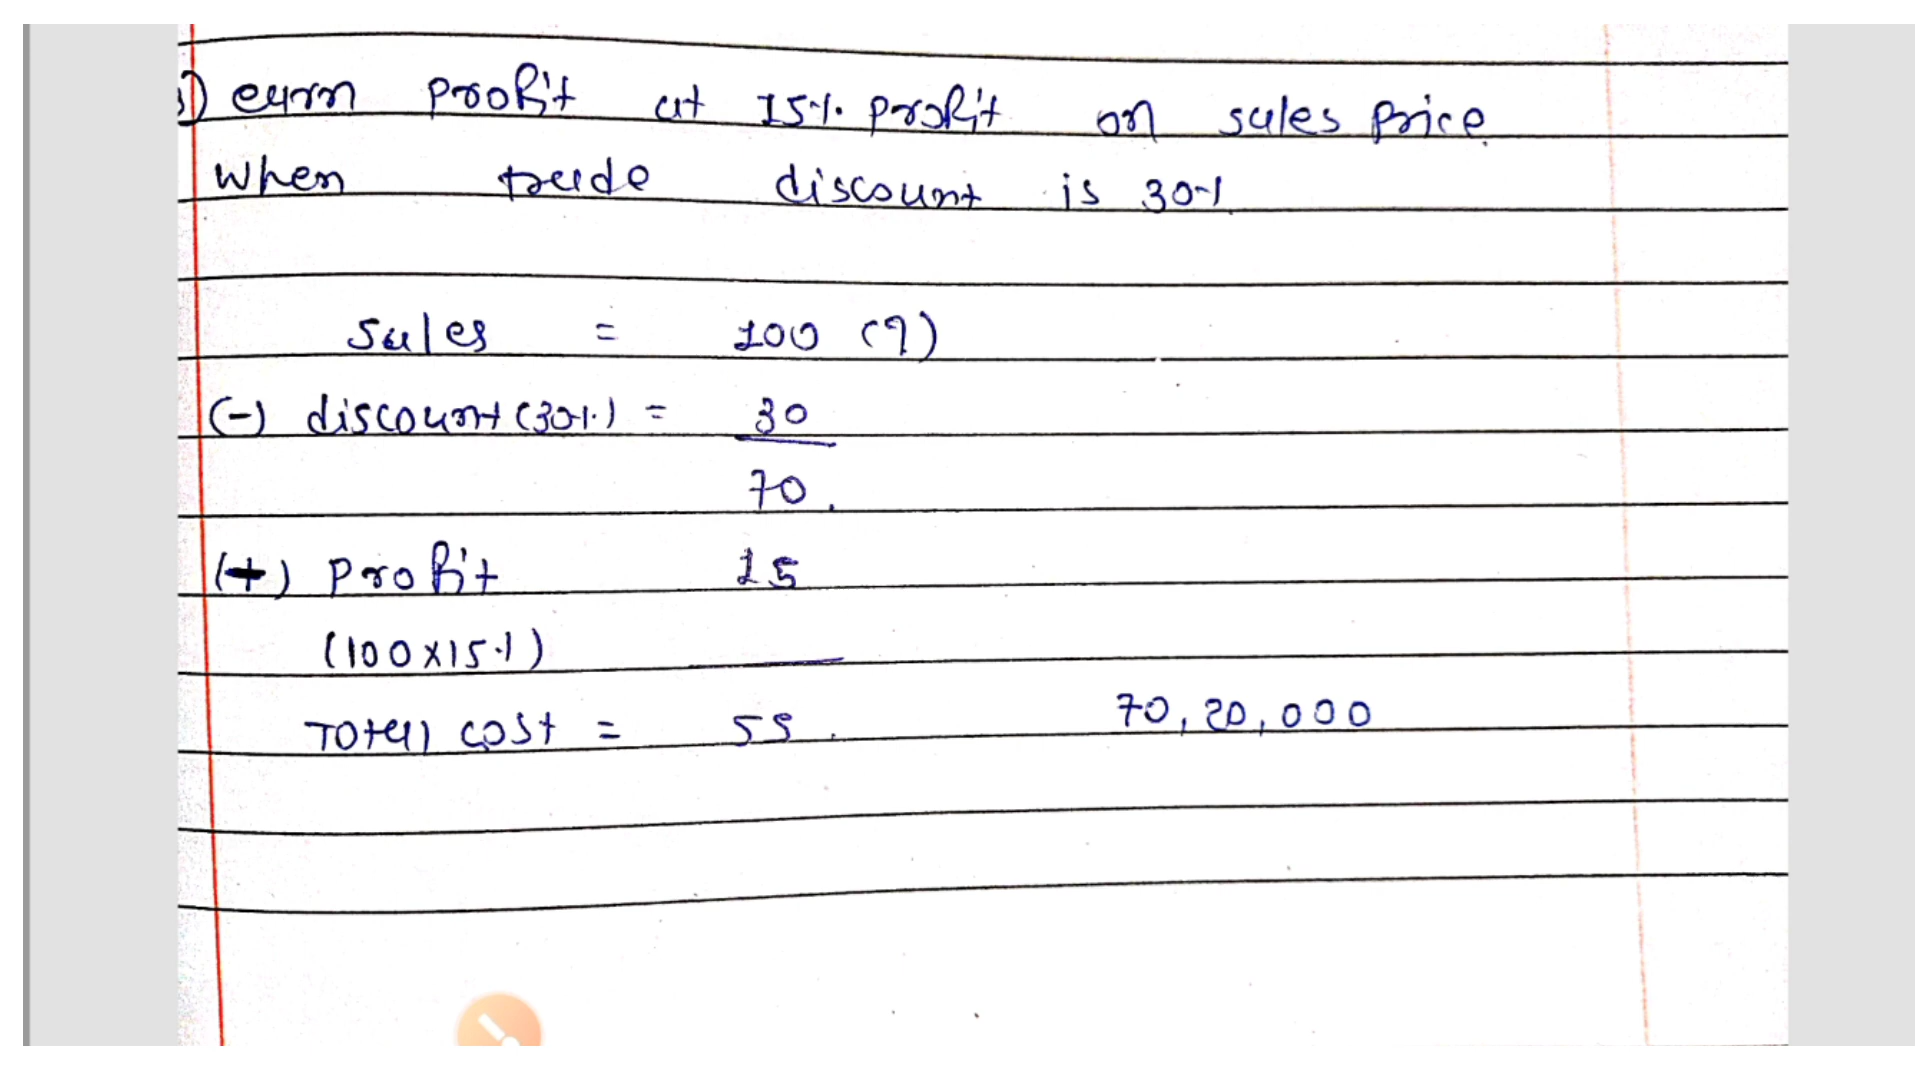 3) earn profit at 15% profit on sales price.
When trade discount is 30%
Sales = 100 (?)
(-) discount (30%) = 30
70.
(+) Profit 15
(100x15%)
Total cost = 55. 70,20,000